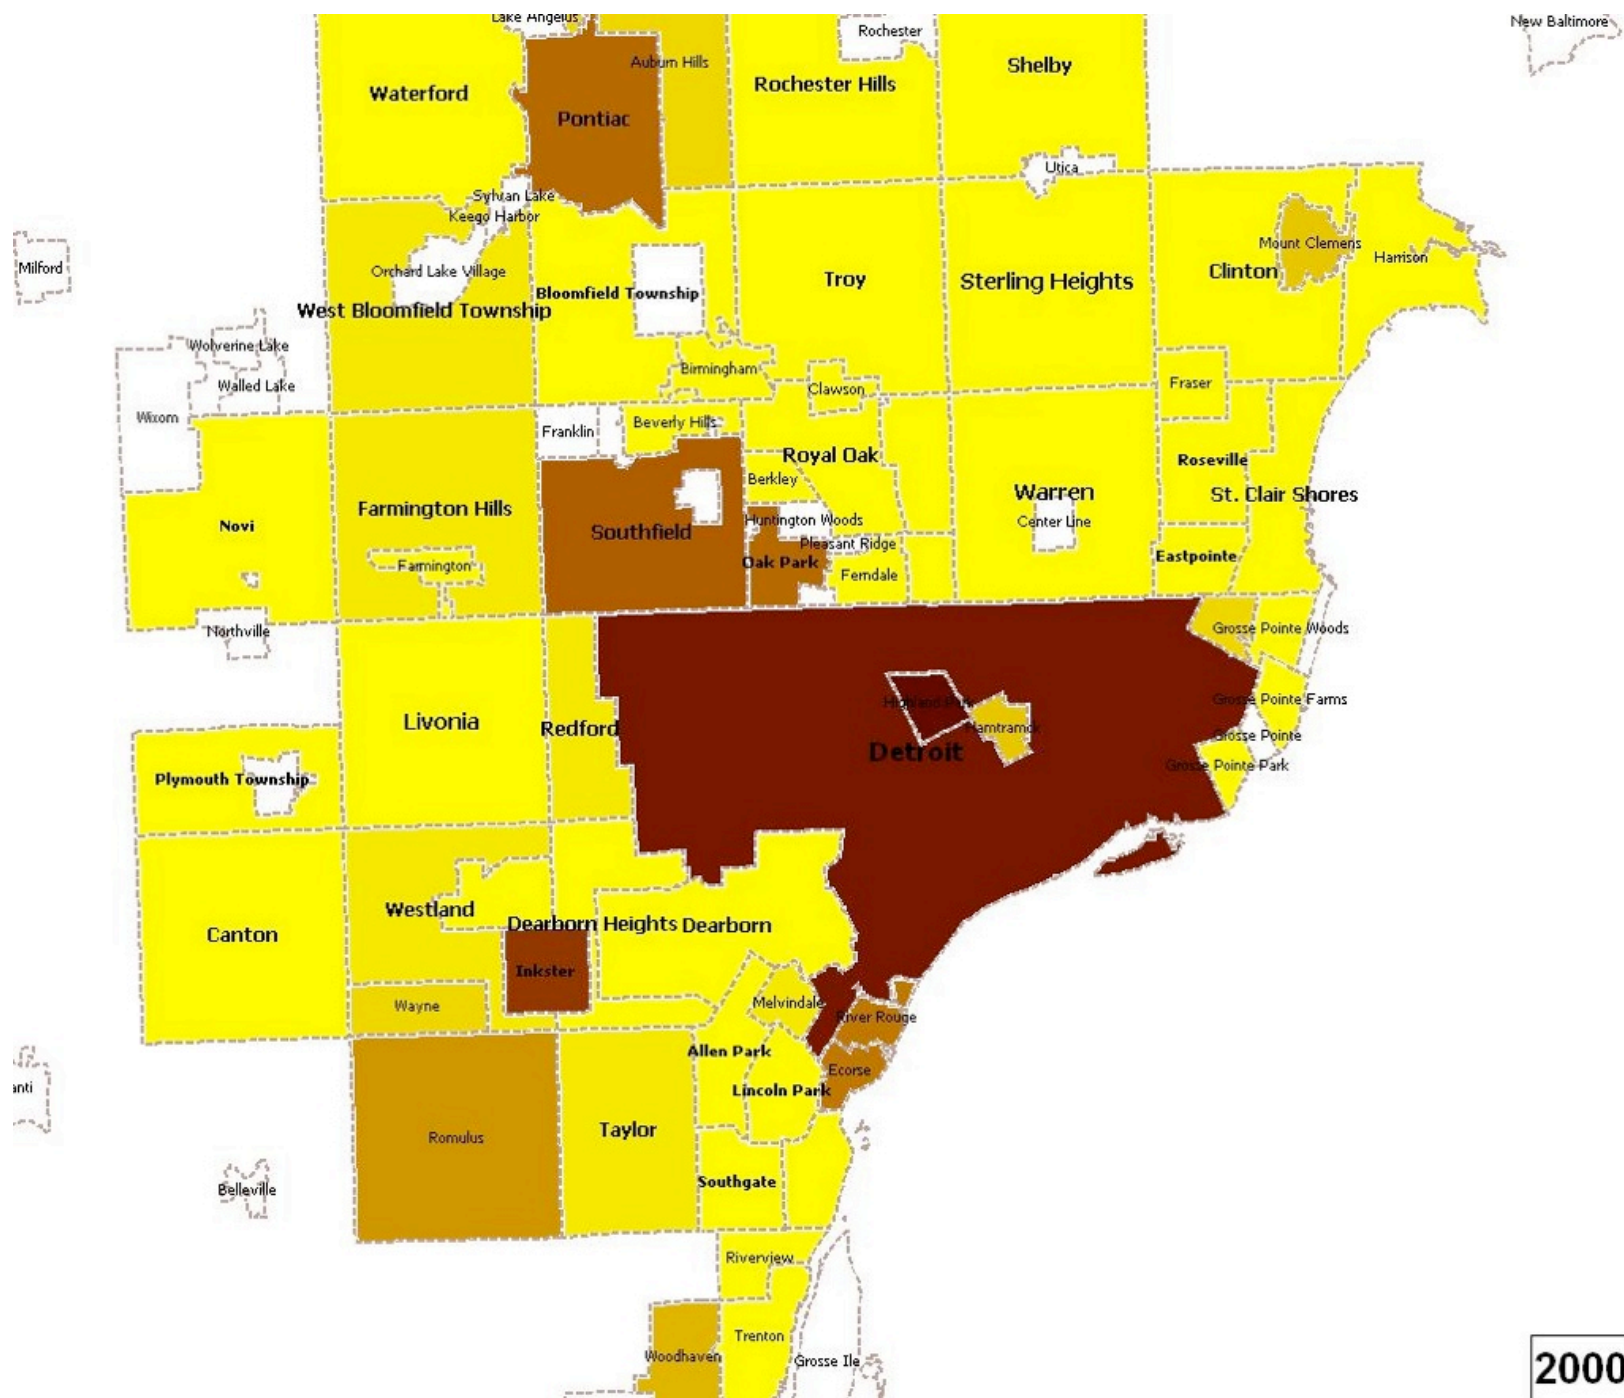 Lake Angelus
New Baltimore
Rochester
Auburn Hills
Shelby
Rochester Hills
Waterford
Pontiac
Utica
Sylvan Lake
Keego Harbor
Mount Clemens
Harrison
Milford
Orchard Lake Village
Clinton
Troy
Sterling Heights
Bloomfield Township
West Bloomfield Township
Wolverine Lake
Birmingham
Walled Lake
Fraser
Clawson
Wixom
Beverly Hills
Franklin
Royal Oak
Roseville
Berkley
Warren
St. Clair Shores
Farmington Hills
Huntington Woods
Center Line
Novi
Southfield
Pleasant Ridge
Eastpointe
Oak Park
Farmington
Ferndale
Northville
Grosse Pointe Woods
Grosse Pointe Farms
Highland Park
Livonia
Redford
Hamtramck
Grosse Pointe
Detroit
Grosse Pointe Park
Plymouth Township
Westland
Dearborn Heights
Dearborn
Canton
Inkster
Wayne
Melvindale
River Rouge
Allen Park
Ecorse
anti
Lincoln Park
Taylor
Romulus
Southgate
Belleville
Riverview
Trenton
Woodhaven
Grosse Ile
2000